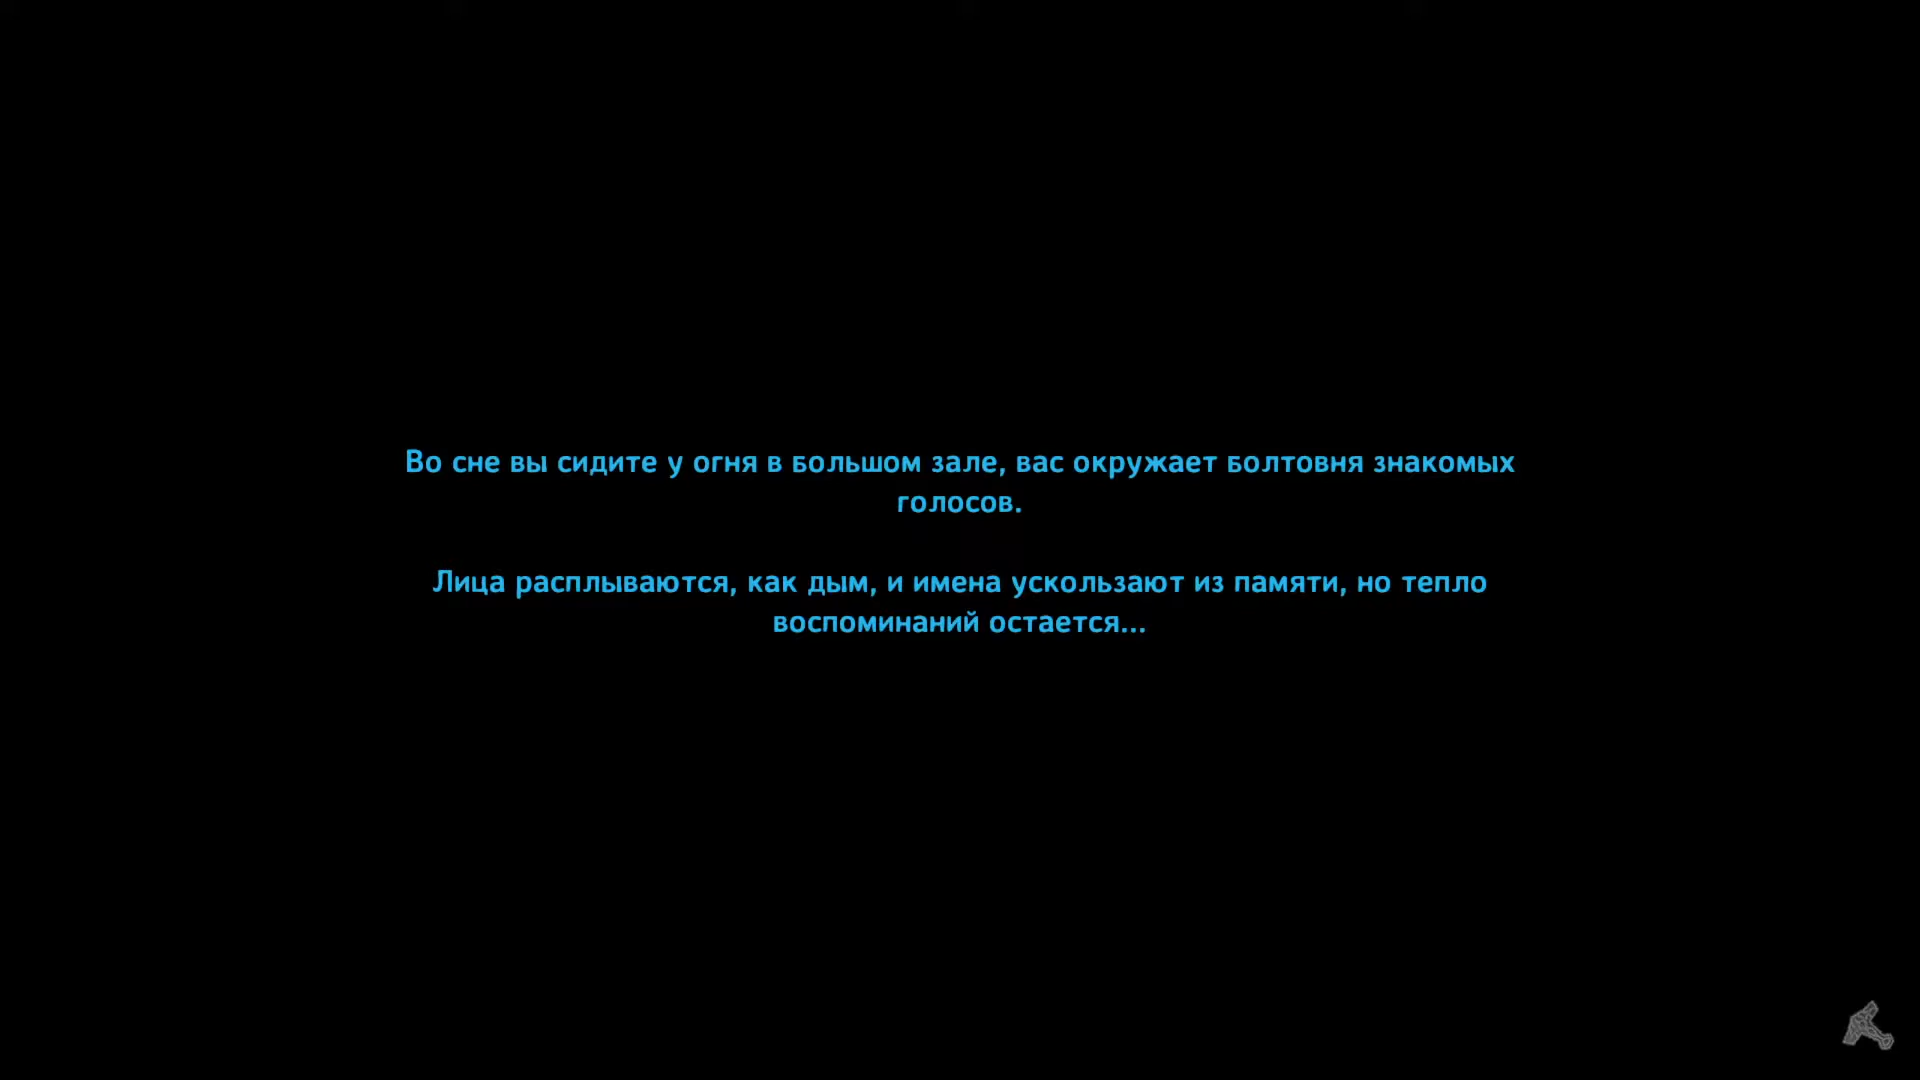 Во сне вы сидите у огня в большом зале, вас окружает болтовня знакомых
голосов.
Лица расплываются, как дым, и имена ускользают из памяти, но тепло
воспоминаний остается...